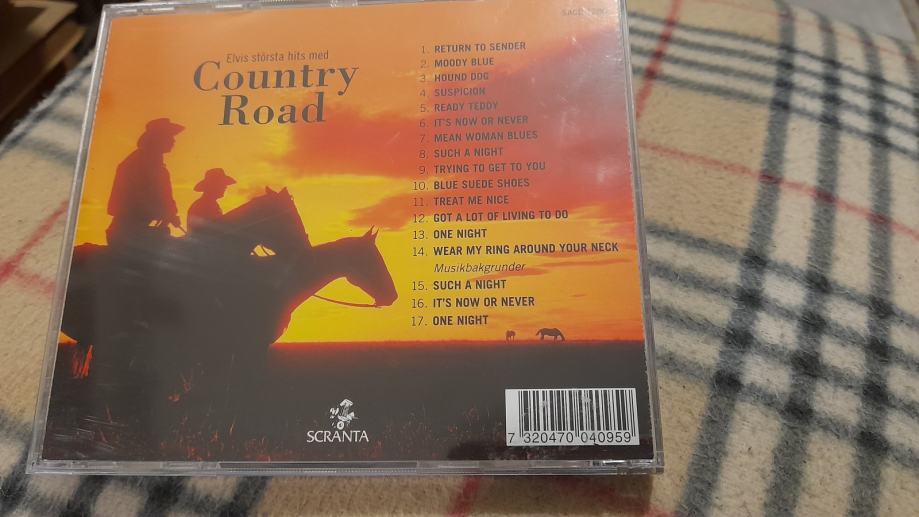 Elvis största hits med
Country
Road
1. RETURN TO SENDER
2. MOODY BLUE
3. HOUND DOG
4. SUSPICION
5. READY TEDDY
6. IT'S NOW OR NEVER
7. MEAN WOMAN BLUES
8. SUCH A NIGHT
9. TRYING TO GET TO YOU
10. BLUE SUEDE SHOES
11. TREAT ME NICE
12. GOT A LOT OF LIVING TO DO
13. ONE NIGHT
14. WEAR MY RING AROUND YOUR NECK
Musikbakgrunder
15. SUCH A NIGHT
16. IT'S NOW OR NEVER
17. ONE NIGHT
SCRANTA
7 320470 040959